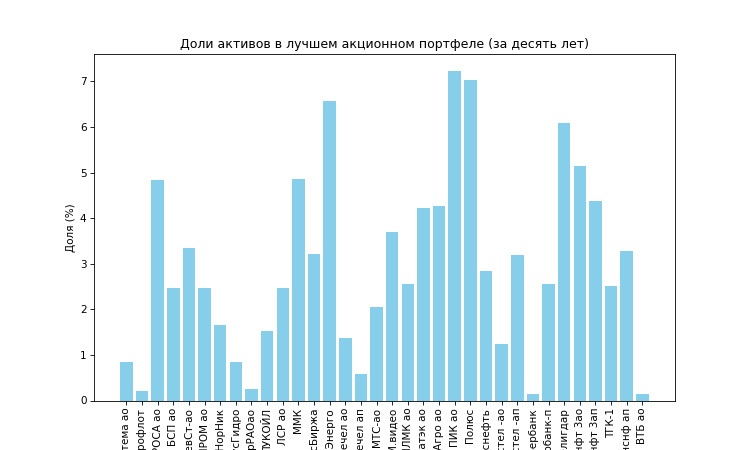 Доли активов в лучшем акционном портфеле (за десять лет)
Доля (%)
7
6
5
4
3
2
1
0
тема ао
рофлот
РОСА ао
БСП ао
евСт-ао
ПРОМ ао
НорНик
сГидро
рРАОао
УКОЙЛ
ЛСР ао
ММК
сБиржа
Энерго
ечел ао
ечел ап
МТС-ао
М.видео
ЛМК ао
атэк ао
Агро ао
ПИК ао
Полюс
снефть
стел -ао
стел -ап
ербанк
рбанк-п
лигдар
нфт 3ао
нфт 3ап
ТГК-1
нснф ап
ВТБ ао